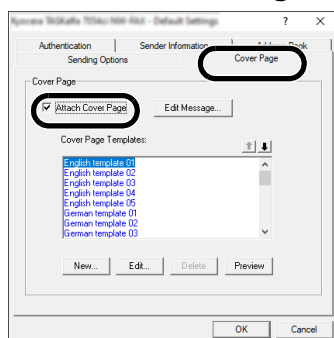 Kyocera TASKalfa 7054ci NW-FAX - Default Settings
? X
Authentication Sender Information Book
Sending Options Cover Page
Cover Page
Attach Cover Page Edit Message...
Cover Page Templates:
English template 01
English template 02
English template 03
English template 04
English template 05
German template 01
German template 02
German template 03
New... Edit... Delete Preview
OK Cancel